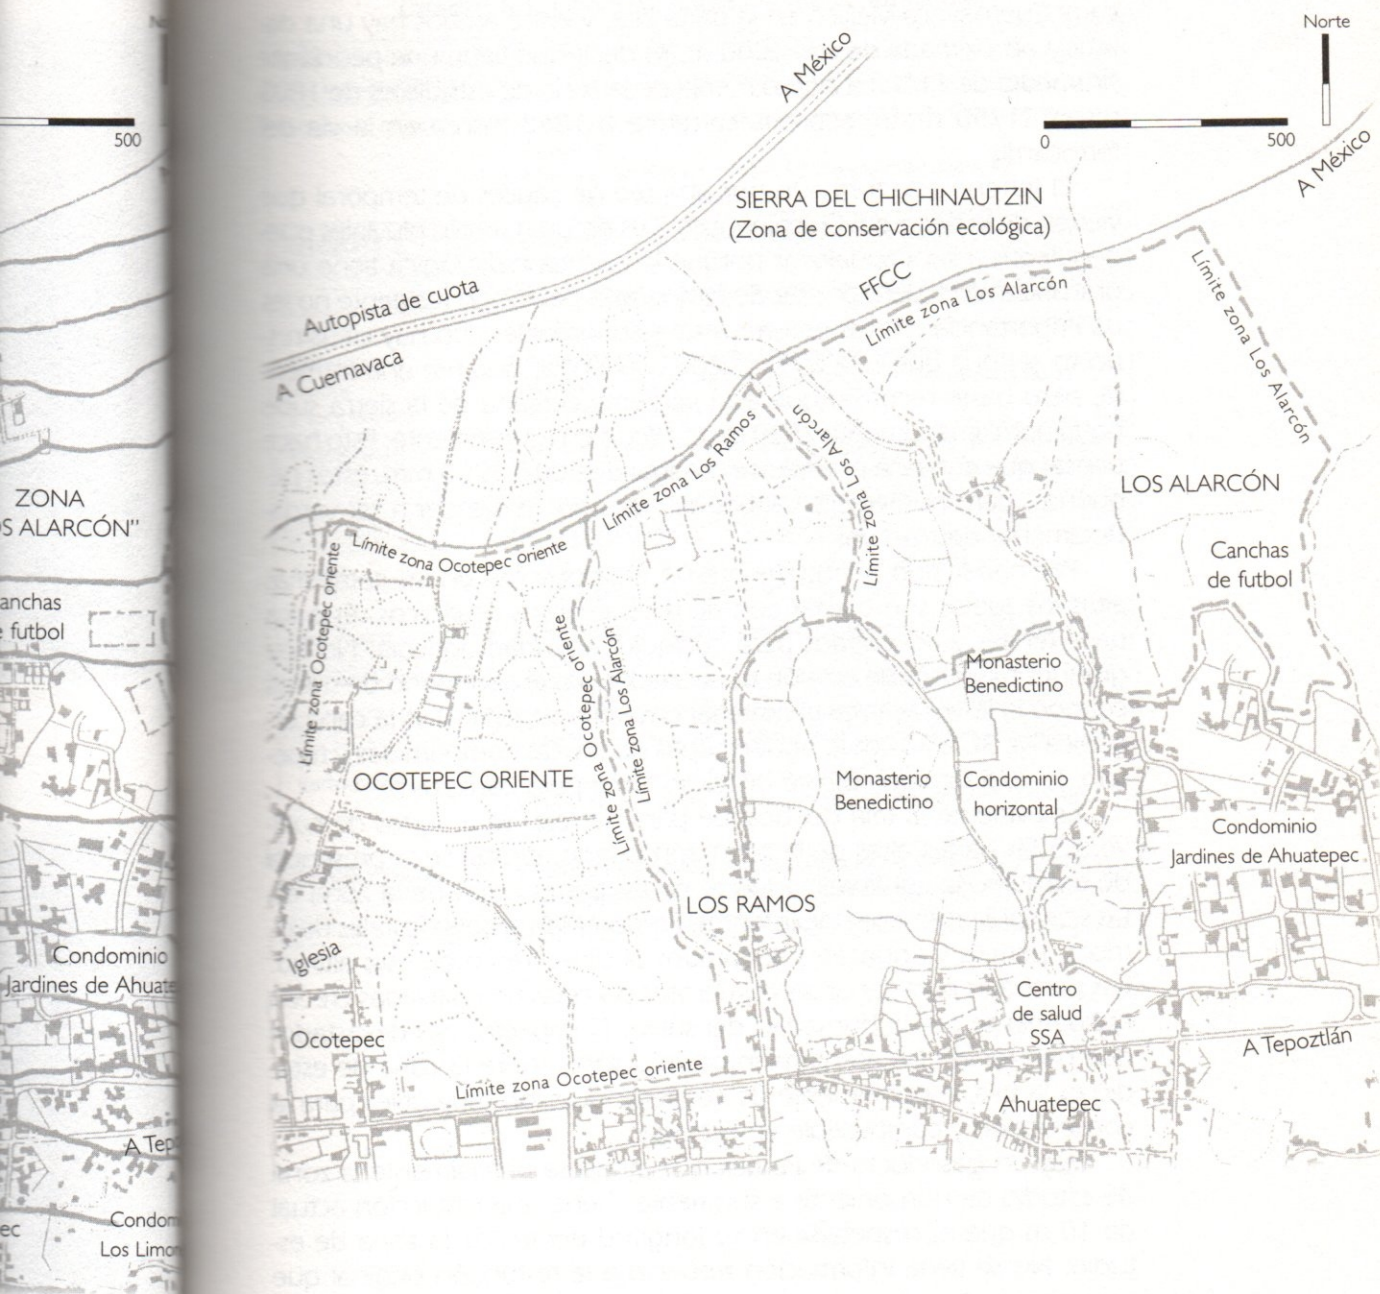 500
ZONA
OS ALARCÓN"
anchas
e futbol
Condominio
Jardines de Ahuate
A Tep
ec
Condom
Los Limon
Norte
0
500
A México
A México
SIERRA DEL CHICHINAUTZIN
(Zona de conservación ecológica)
FFCC
Autopista de cuota
A Cuernavaca
Límite zona Los Alarcón
Límite zona Los Alarcón
Límite zona Los Ramos
Límite zona Los Alarcón
LOS ALARCÓN
Límite zona Ocotepec oriente
Límite zona Ocotepec oriente
Canchas
de futbol
Límite zona Ocotepec oriente
Límite zona Los Alarcón
Monasterio
Benedictino
OCOTEPEC ORIENTE
Monasterio
Benedictino
Condominio
horizontal
Condominio
Jardines de Ahuatepec
LOS RAMOS
Iglesia
Ocotepec
Centro
de salud
SSA
A Tepoztlán
Límite zona Ocotepec oriente
Ahuatepec